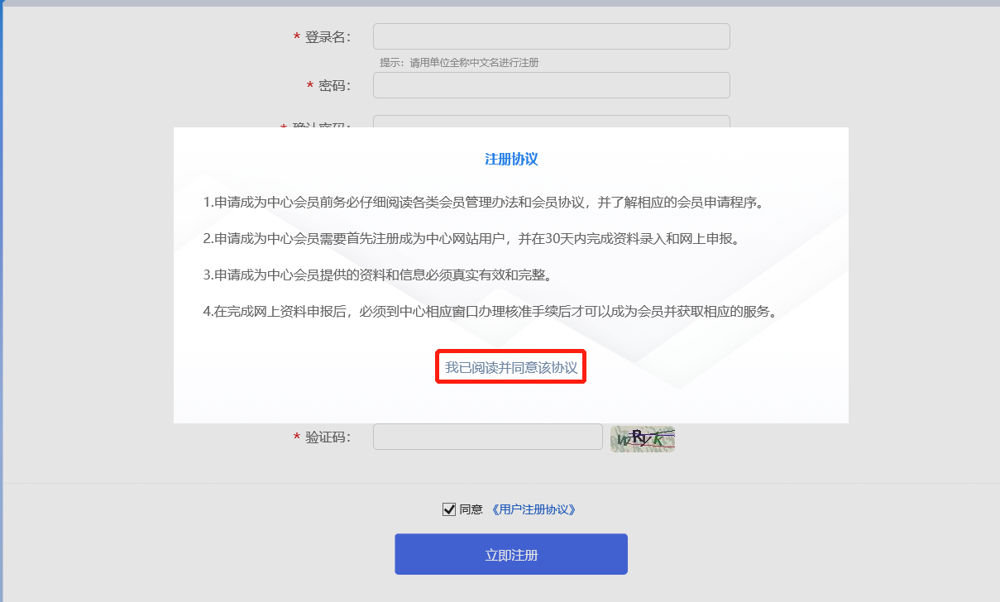 * 登录名：
提示：请用单位全称中文名进行注册
* 密码：
* 确认密码：
注册协议
1.申请成为中心会员前务必仔细阅读各类会员管理办法和会员协议，并了解相应的会员申请程序。
2.申请成为中心会员需要首先注册成为中心网站用户，并在30天内完成资料录入和网上申报。
3.申请成为中心会员提供的资料和信息必须真实有效和完整。
4.在完成网上资料申报后，必须到中心相应窗口办理核准手续后才可以成为会员并获取相应的服务。
我已阅读并同意该协议
* 验证码： WRyK
同意 《用户注册协议》
立即注册